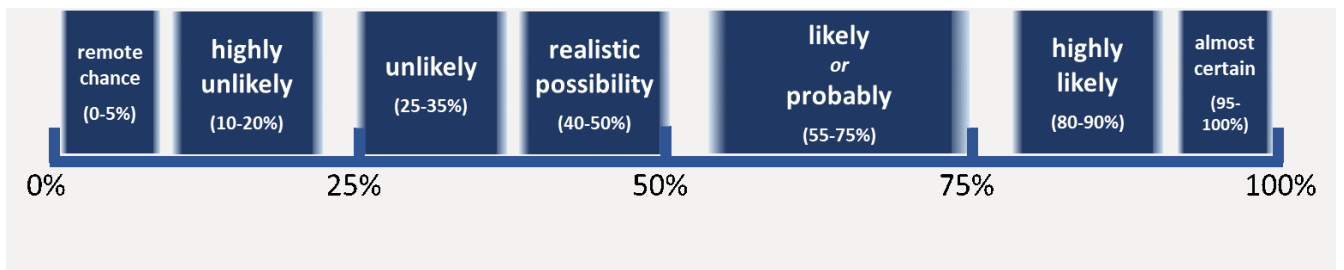 remote
chance
(0-5%)
highly
unlikely
(10-20%)
unlikely
(25-35%)
realistic
possibility
(40-50%)
likely
or
probably
(55-75%)
highly
likely
(80-90%)
almost
certain
(95-
100%)
0%
25%
50%
75%
100%